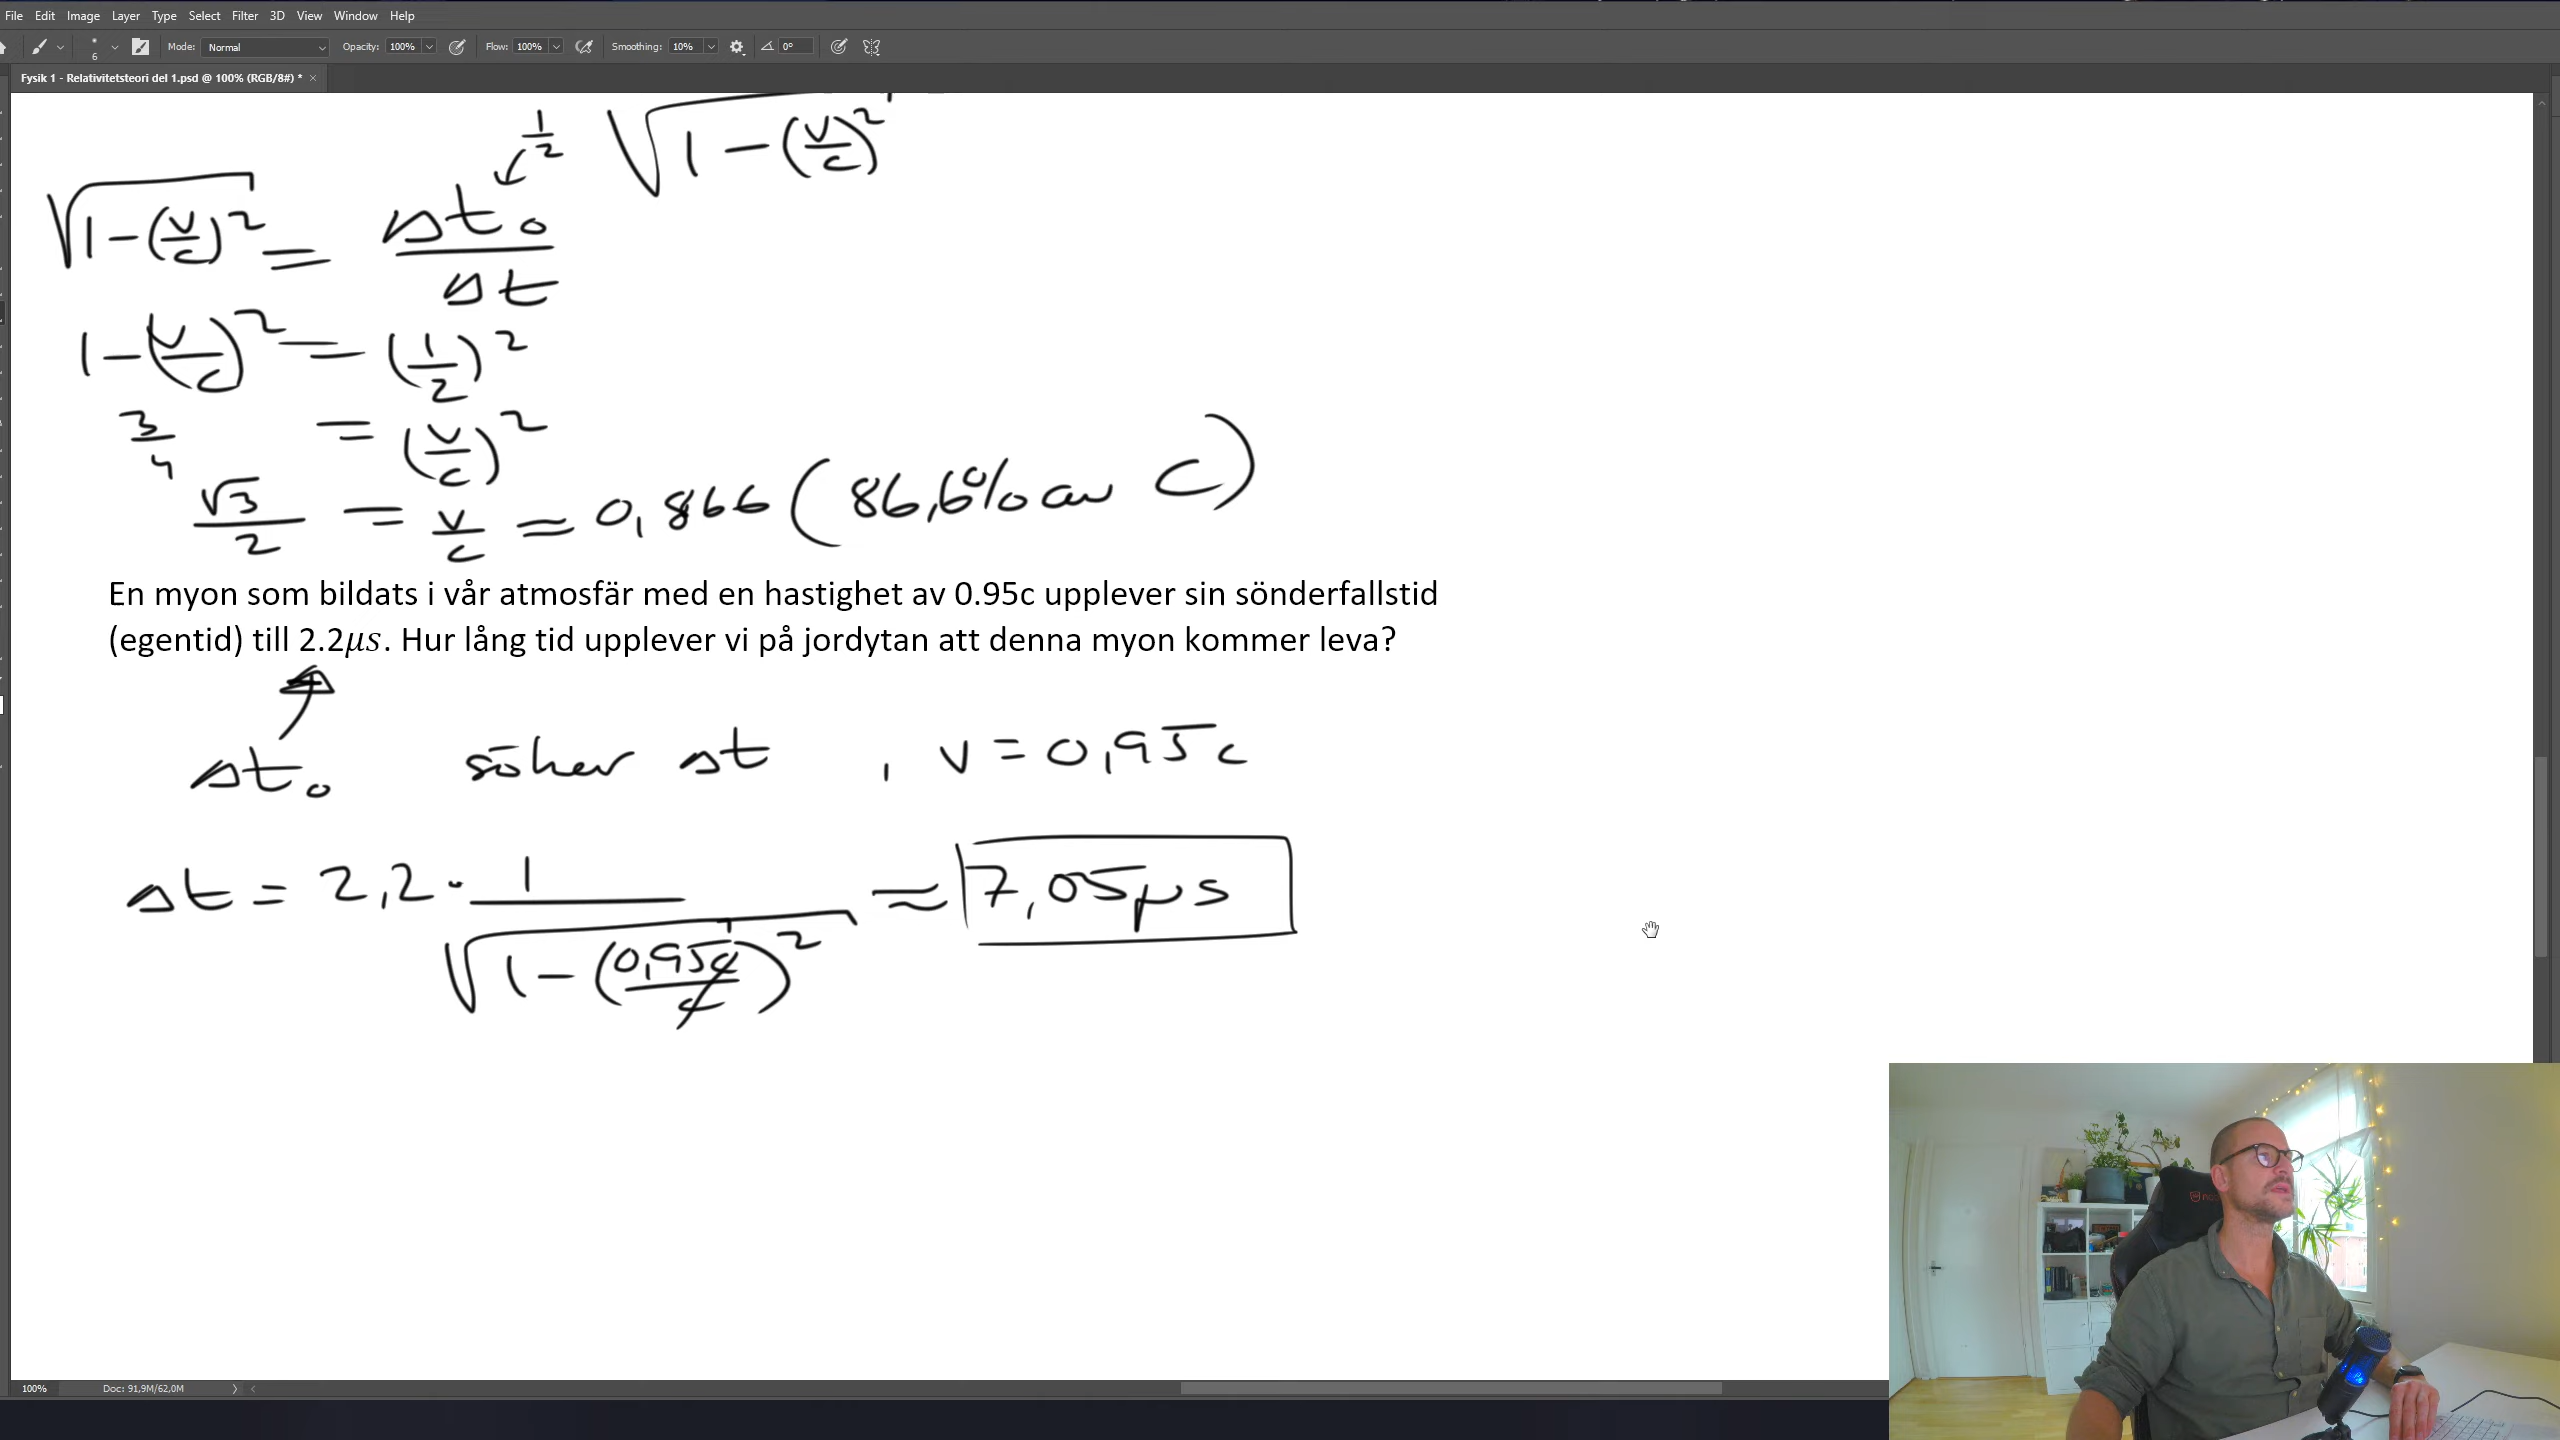 File Edit Image Layer Type Select Filter 3D View Window Help
6 Mode: Normal Opacity: 100% Flow: 100% Smoothing: 10% 0°
Fysik 1 - Relativitetsteori del 1.psd @ 100% (RGB/8#) * ×
1/2 √1-(v/c)²
√1-(v/c)² = Δt₀/Δt
1-(v/c)² = (1/2)²
3/4 = (v/c)²
√3/2 = v/c ≈ 0,866 (86,6% av c)
En myon som bildats i vår atmosfär med en hastighet av 0.95c upplever sin sönderfallstid
(egentid) till 2.2μs. Hur lång tid upplever vi på jordytan att denna myon kommer leva?
Δt₀ söker Δt , v = 0,95c
Δt = 2,2 · 1/√1-(0,95c/c)² ≈ 7,05μs
100% Doc: 91,9M/62,0M